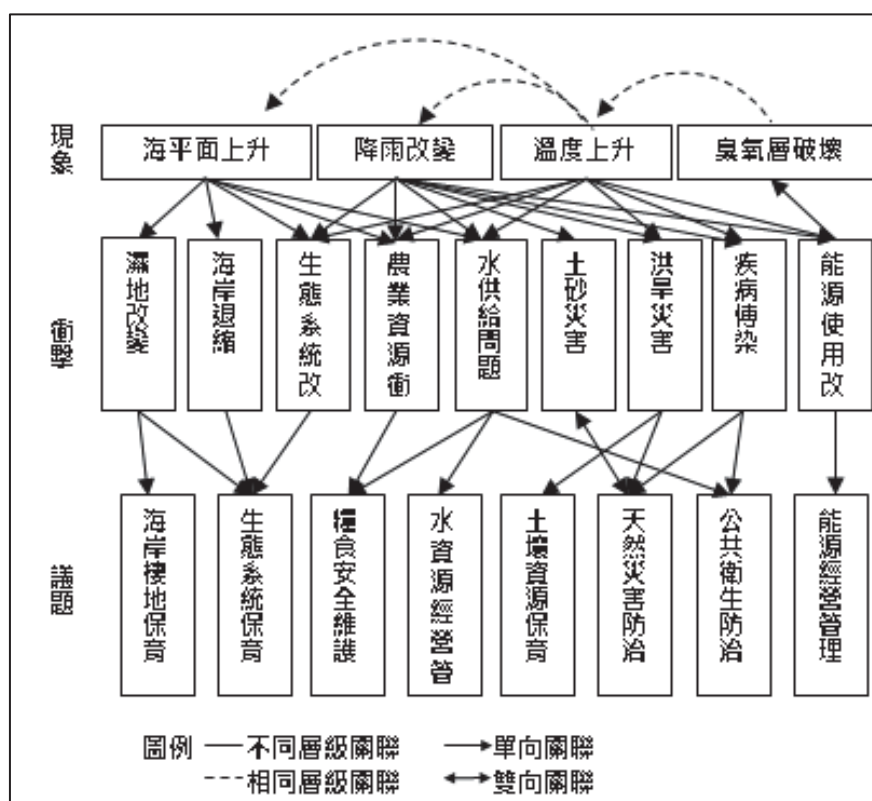 現象
海平面上升
降雨改變
溫度上升
臭氧層破壞
衝擊
濕地改變
海岸退縮
生態系統改
農業資源衝
水供給問題
土砂災害
洪旱災害
疾病傳染
能源使用改
議題
海岸棲地保育
生態系統保育
糧食安全維護
水資源經營管
土壤資源保育
天然災害防治
公共衛生防治
能源經營管理
圖例 不同層級關聯 單向關聯
相同層級關聯 雙向關聯